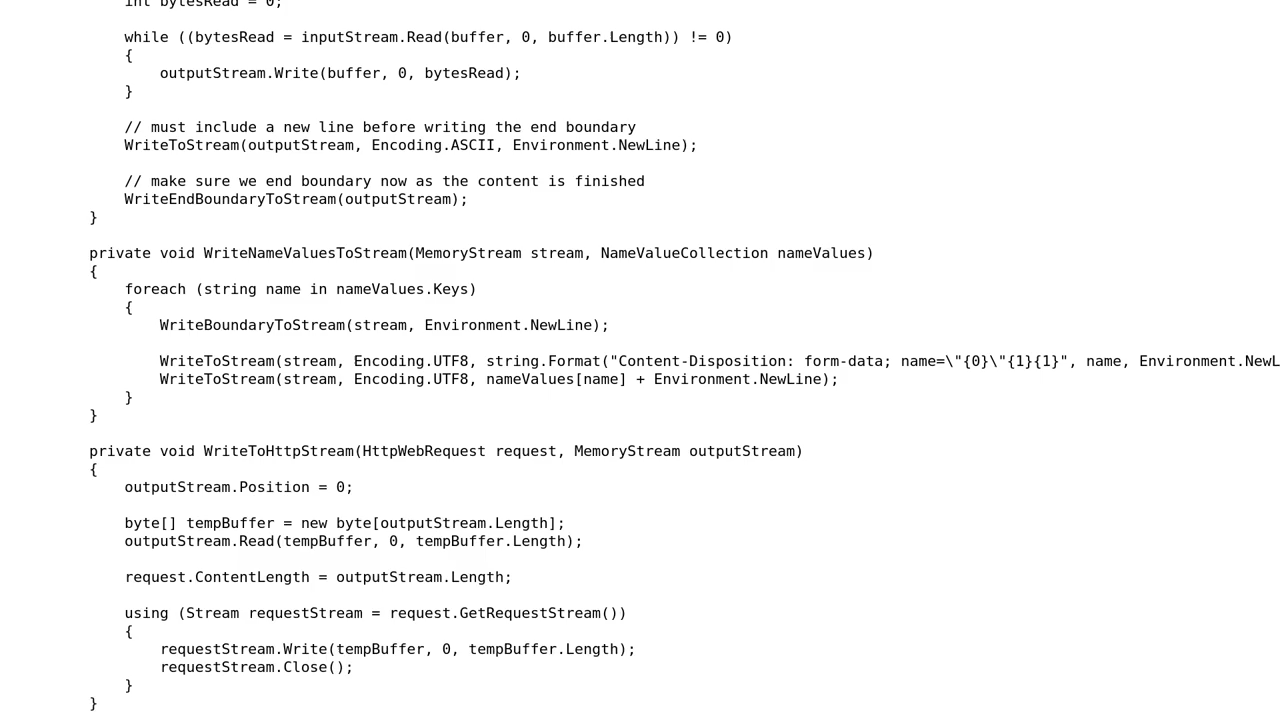 int bytesRead = 0;

            while ((bytesRead = inputStream.Read(buffer, 0, buffer.Length)) != 0)
            {
                outputStream.Write(buffer, 0, bytesRead);
            }

            // must include a new line before writing the end boundary
            WriteToStream(outputStream, Encoding.ASCII, Environment.NewLine);

            // make sure we end boundary now as the content is finished
            WriteEndBoundaryToStream(outputStream);
        }

        private void WriteNameValuesToStream(MemoryStream stream, NameValueCollection nameValues)
        {
            foreach (string name in nameValues.Keys)
            {
                WriteBoundaryToStream(stream, Environment.NewLine);

                WriteToStream(stream, Encoding.UTF8, string.Format("Content-Disposition: form-data; name=\"{0}\"{1}{1}", name, Environment.NewL
                WriteToStream(stream, Encoding.UTF8, nameValues[name] + Environment.NewLine);
            }
        }

        private void WriteToHttpStream(HttpWebRequest request, MemoryStream outputStream)
        {
            outputStream.Position = 0;

            byte[] tempBuffer = new byte[outputStream.Length];
            outputStream.Read(tempBuffer, 0, tempBuffer.Length);

            request.ContentLength = outputStream.Length;

            using (Stream requestStream = request.GetRequestStream())
            {
                requestStream.Write(tempBuffer, 0, tempBuffer.Length);
                requestStream.Close();
            }
        }